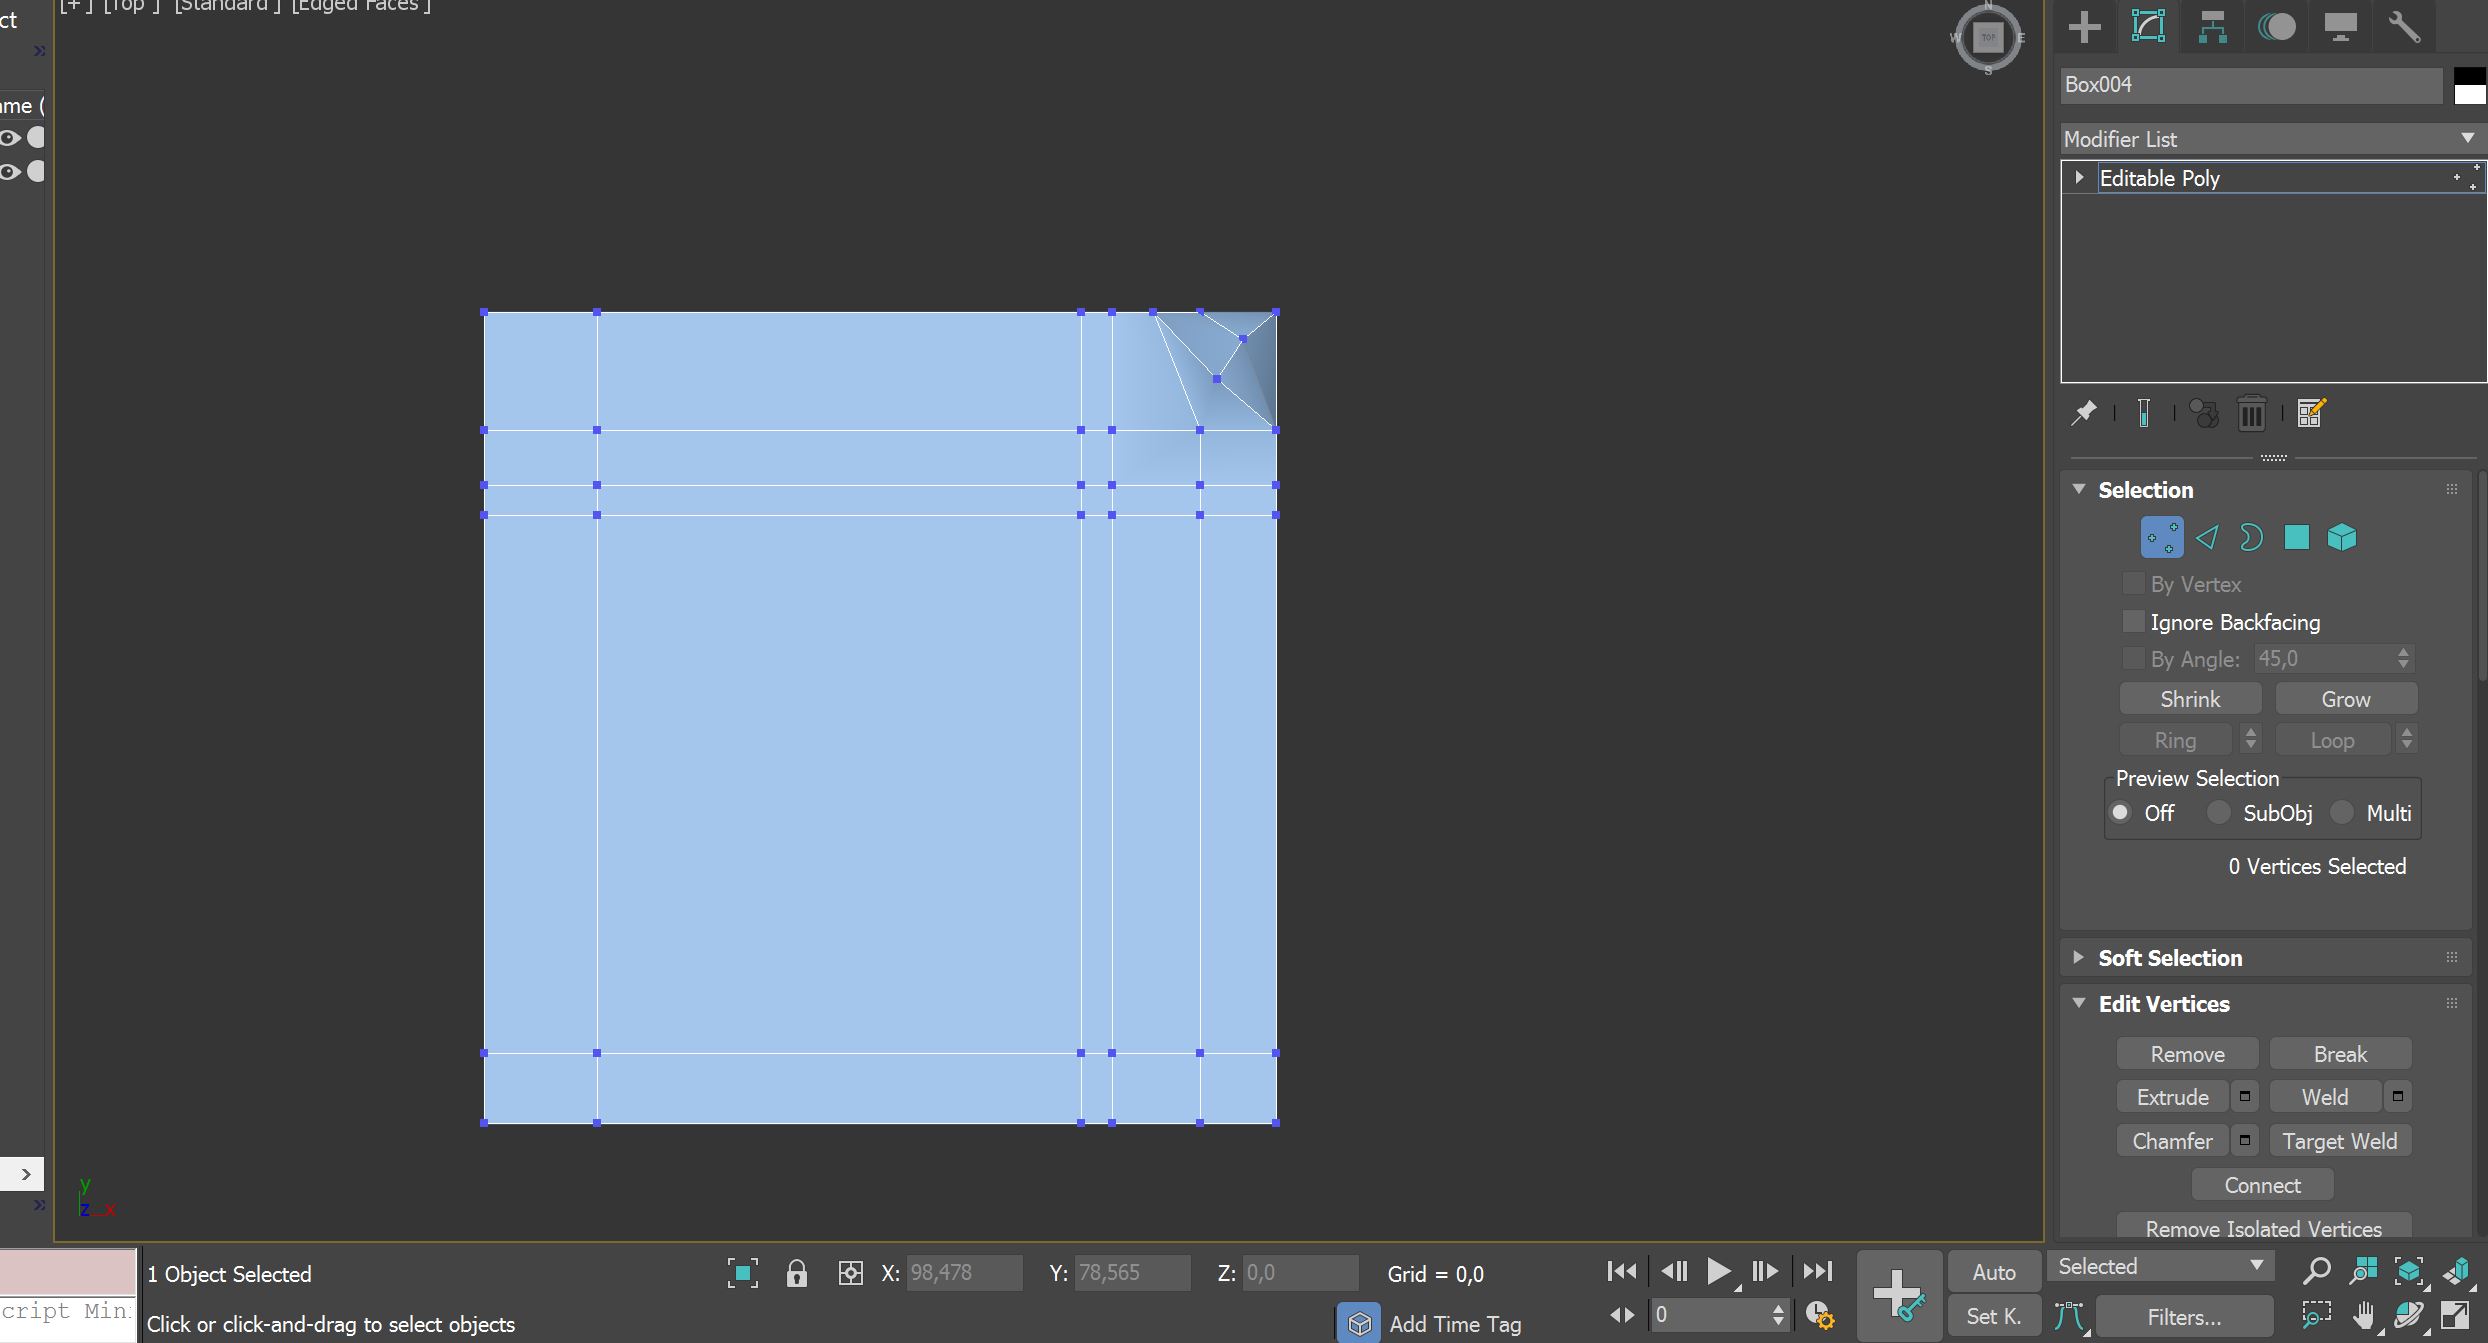 [+] [Top ] [Standard ] [Edged Faces ]
ct
»
ame (
N
W TOP E
S
Box004
Modifier List
Editable Poly
Selection
By Vertex
Ignore Backfacing
By Angle: 45,0
Shrink Grow
Ring Loop
Preview Selection
Off SubObj Multi
0 Vertices Selected
Soft Selection
Edit Vertices
Remove Break
Extrude Weld
Chamfer Target Weld
Connect
Remove Isolated Vertices
y
z x
»
1 Object Selected
X: 98,478 Y: 78,565 Z: 0,0 Grid = 0,0
Auto Selected
cript Min
Click or click-and-drag to select objects
Add Time Tag
0
Set K. Filters...